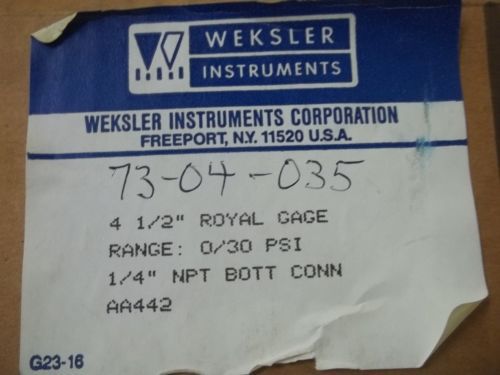 WEKSLER
INSTRUMENTS
WEKSLER INSTRUMENTS CORPORATION
FREEPORT, N.Y. 11520 U.S.A.
73-04-035
4 1/2" ROYAL GAGE
RANGE: 0/30 PSI
1/4" NPT BOTT CONN
AA442
G23-16